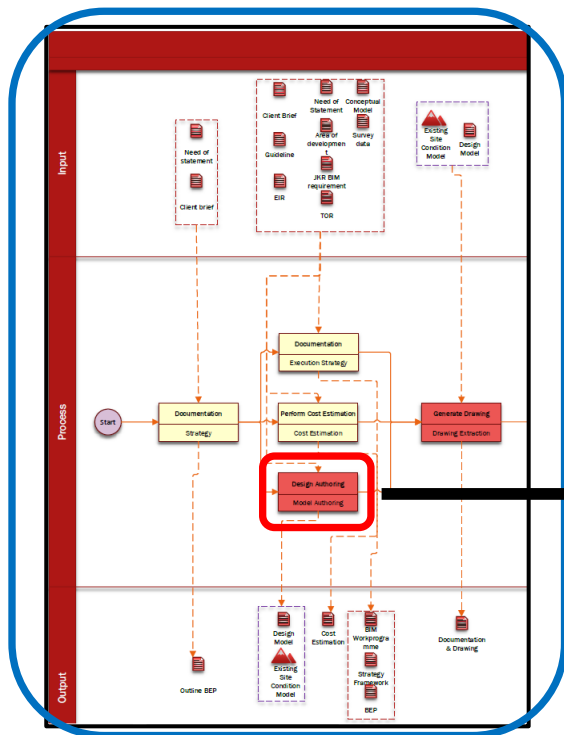 Input
Need of
statement
Client brief
Client Brief
Guideline
EIR
Need of
Statement
Area of
developmen
t
JKR BIM
requirement
TOR
Conceptual
Model
Survey
data
Existing
Site
Condition
Model
Design
Model
Process
Start
Documentation
Strategy
Documentation
Execution Strategy
Perform Cost Estimation
Cost Estimation
Design Authoring
Model Authoring
Generate Drawing
Drawing Extraction
Output
Outline BEP
Design
Model
Existing
Site
Condition
Model
Cost
Estimation
BIM
Workprogra
mme
Strategy
Framework
BEP
Documentation
& Drawing